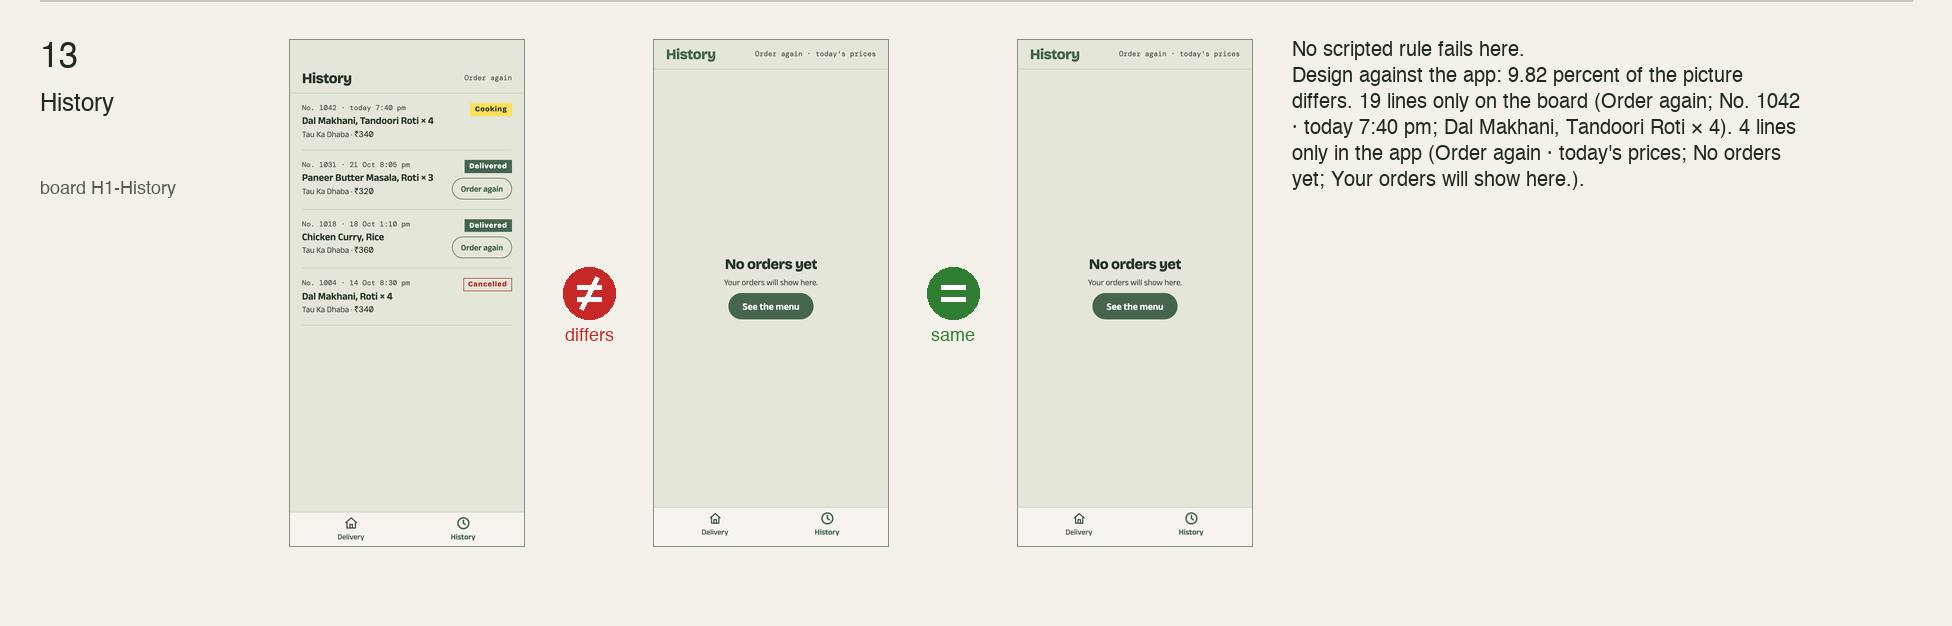 13
History
board H1-History
History
Order again
No. 1042 · today 7:40 pm
Cooking
Dal Makhani, Tandoori Roti × 4
Tau Ka Dhaba · ₹340
No. 1031 · 21 Oct 8:05 pm
Delivered
Paneer Butter Masala, Roti × 3
Tau Ka Dhaba · ₹320
Order again
No. 1018 · 18 Oct 1:10 pm
Delivered
Chicken Curry, Rice
Tau Ka Dhaba · ₹360
Order again
No. 1004 · 14 Oct 8:30 pm
Cancelled
Dal Makhani, Roti × 4
Tau Ka Dhaba · ₹340
Delivery
History
≠
differs
History
Order again · today's prices
No orders yet
Your orders will show here.
See the menu
Delivery
History
=
same
History
Order again · today's prices
No orders yet
Your orders will show here.
See the menu
Delivery
History
No scripted rule fails here.
Design against the app: 9.82 percent of the picture
differs. 19 lines only on the board (Order again; No. 1042
· today 7:40 pm; Dal Makhani, Tandoori Roti × 4). 4 lines
only in the app (Order again · today's prices; No orders
yet; Your orders will show here.).